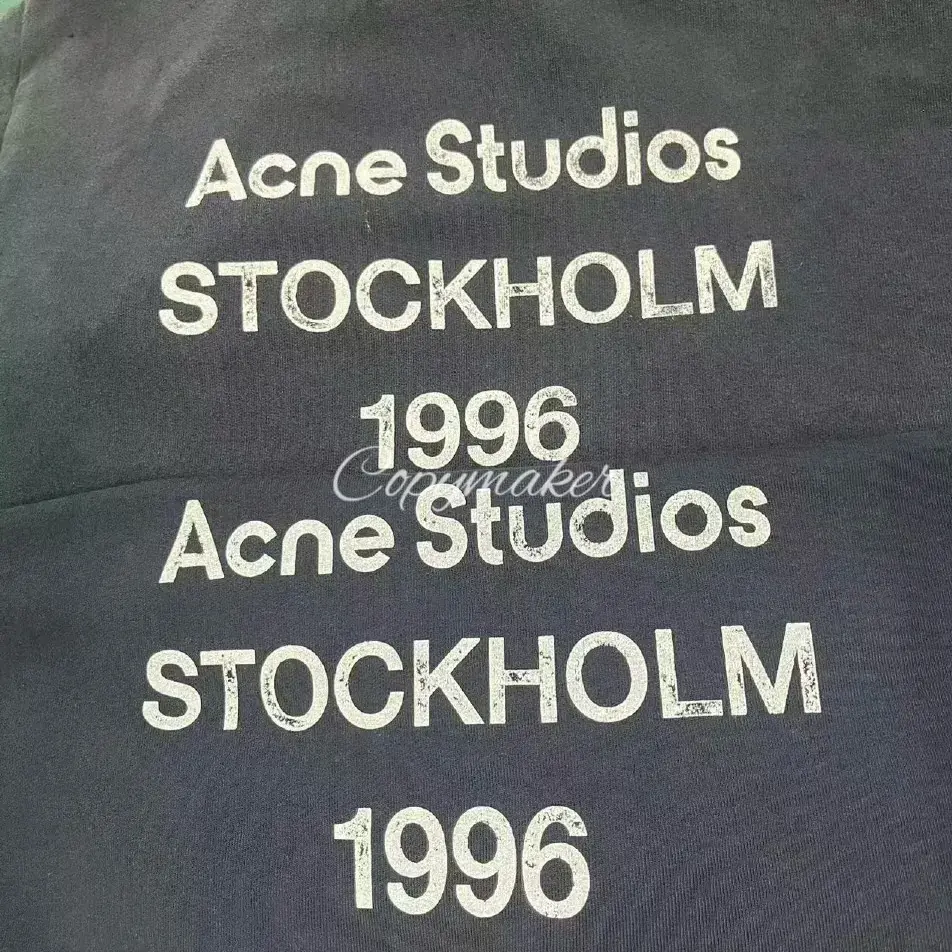 Acne Studios
STOCKHOLM
1996
Copymaker
Acne Studios
STOCKHOLM
1996